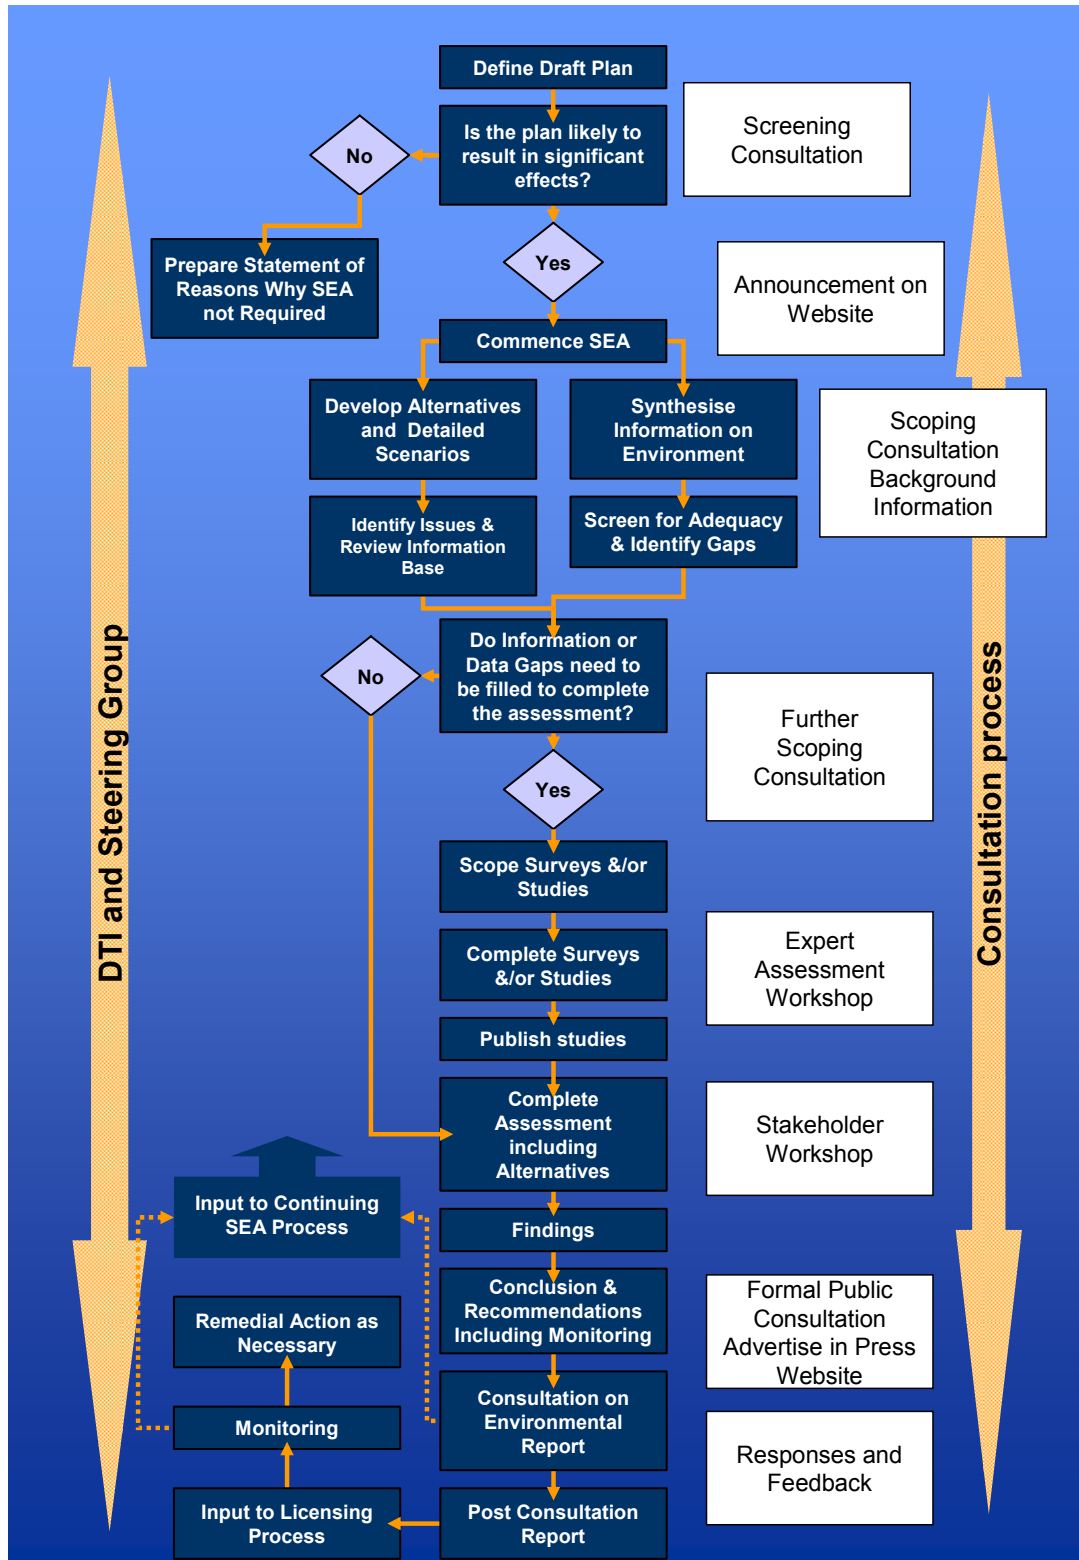 Define Draft Plan
Is the plan likely to
result in significant
effects?
Screening
Consultation
No
Yes
Prepare Statement of
Reasons Why SEA
not Required
Announcement on
Website
Commence SEA
Develop Alternatives
and Detailed
Scenarios
Synthesise
Information on
Environment
Scoping
Consultation
Background
Information
Identify Issues &
Review Information
Base
Screen for Adequacy
& Identify Gaps
Do Information or
Data Gaps need to
be filled to complete
the assessment?
No
Yes
Further
Scoping
Consultation
DTI and Steering Group
Consultation process
Scope Surveys &/or
Studies
Complete Surveys
&/or Studies
Expert
Assessment
Workshop
Publish studies
Complete
Assessment
including
Alternatives
Stakeholder
Workshop
Input to Continuing
SEA Process
Findings
Conclusion &
Recommendations
Including Monitoring
Formal Public
Consultation
Advertise in Press
Website
Remedial Action as
Necessary
Consultation on
Environmental
Report
Monitoring
Responses and
Feedback
Input to Licensing
Process
Post Consultation
Report